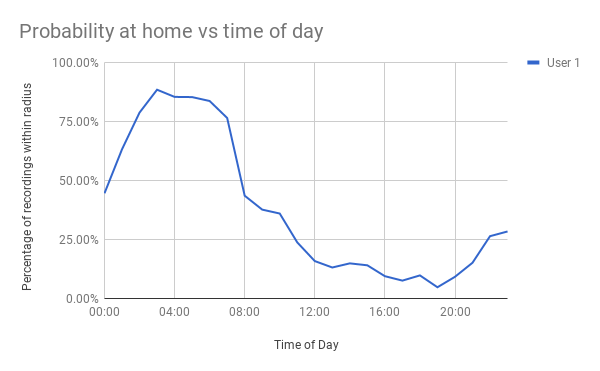 Probability at home vs time of day
User 1
Percentage of recordings within radius
100.00%
75.00%
50.00%
25.00%
0.00%
00:00 04:00 08:00 12:00 16:00 20:00
Time of Day